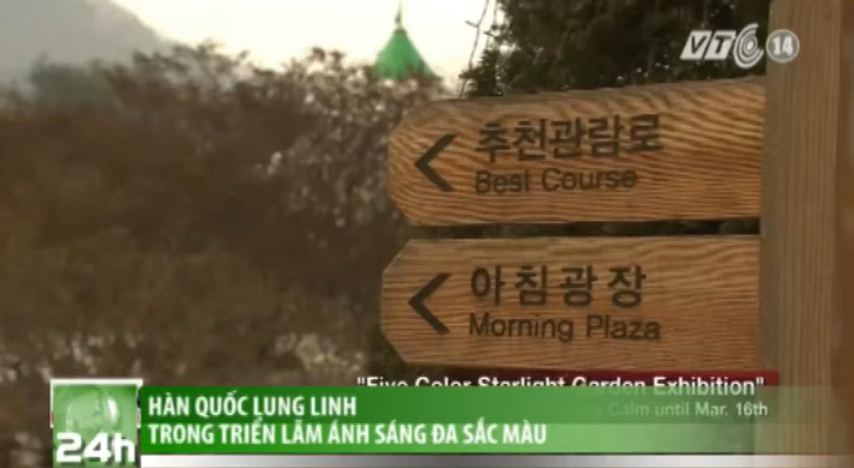 VTC 14
추천관람로
Best Course
아침광장
Morning Plaza
"Five Color Starlight Garden Exhibition"
Calm until Mar. 16th
HÀN QUỐC LUNG LINH
TRONG TRIỂN LÃM ÁNH SÁNG ĐA SẮC MÀU
24h